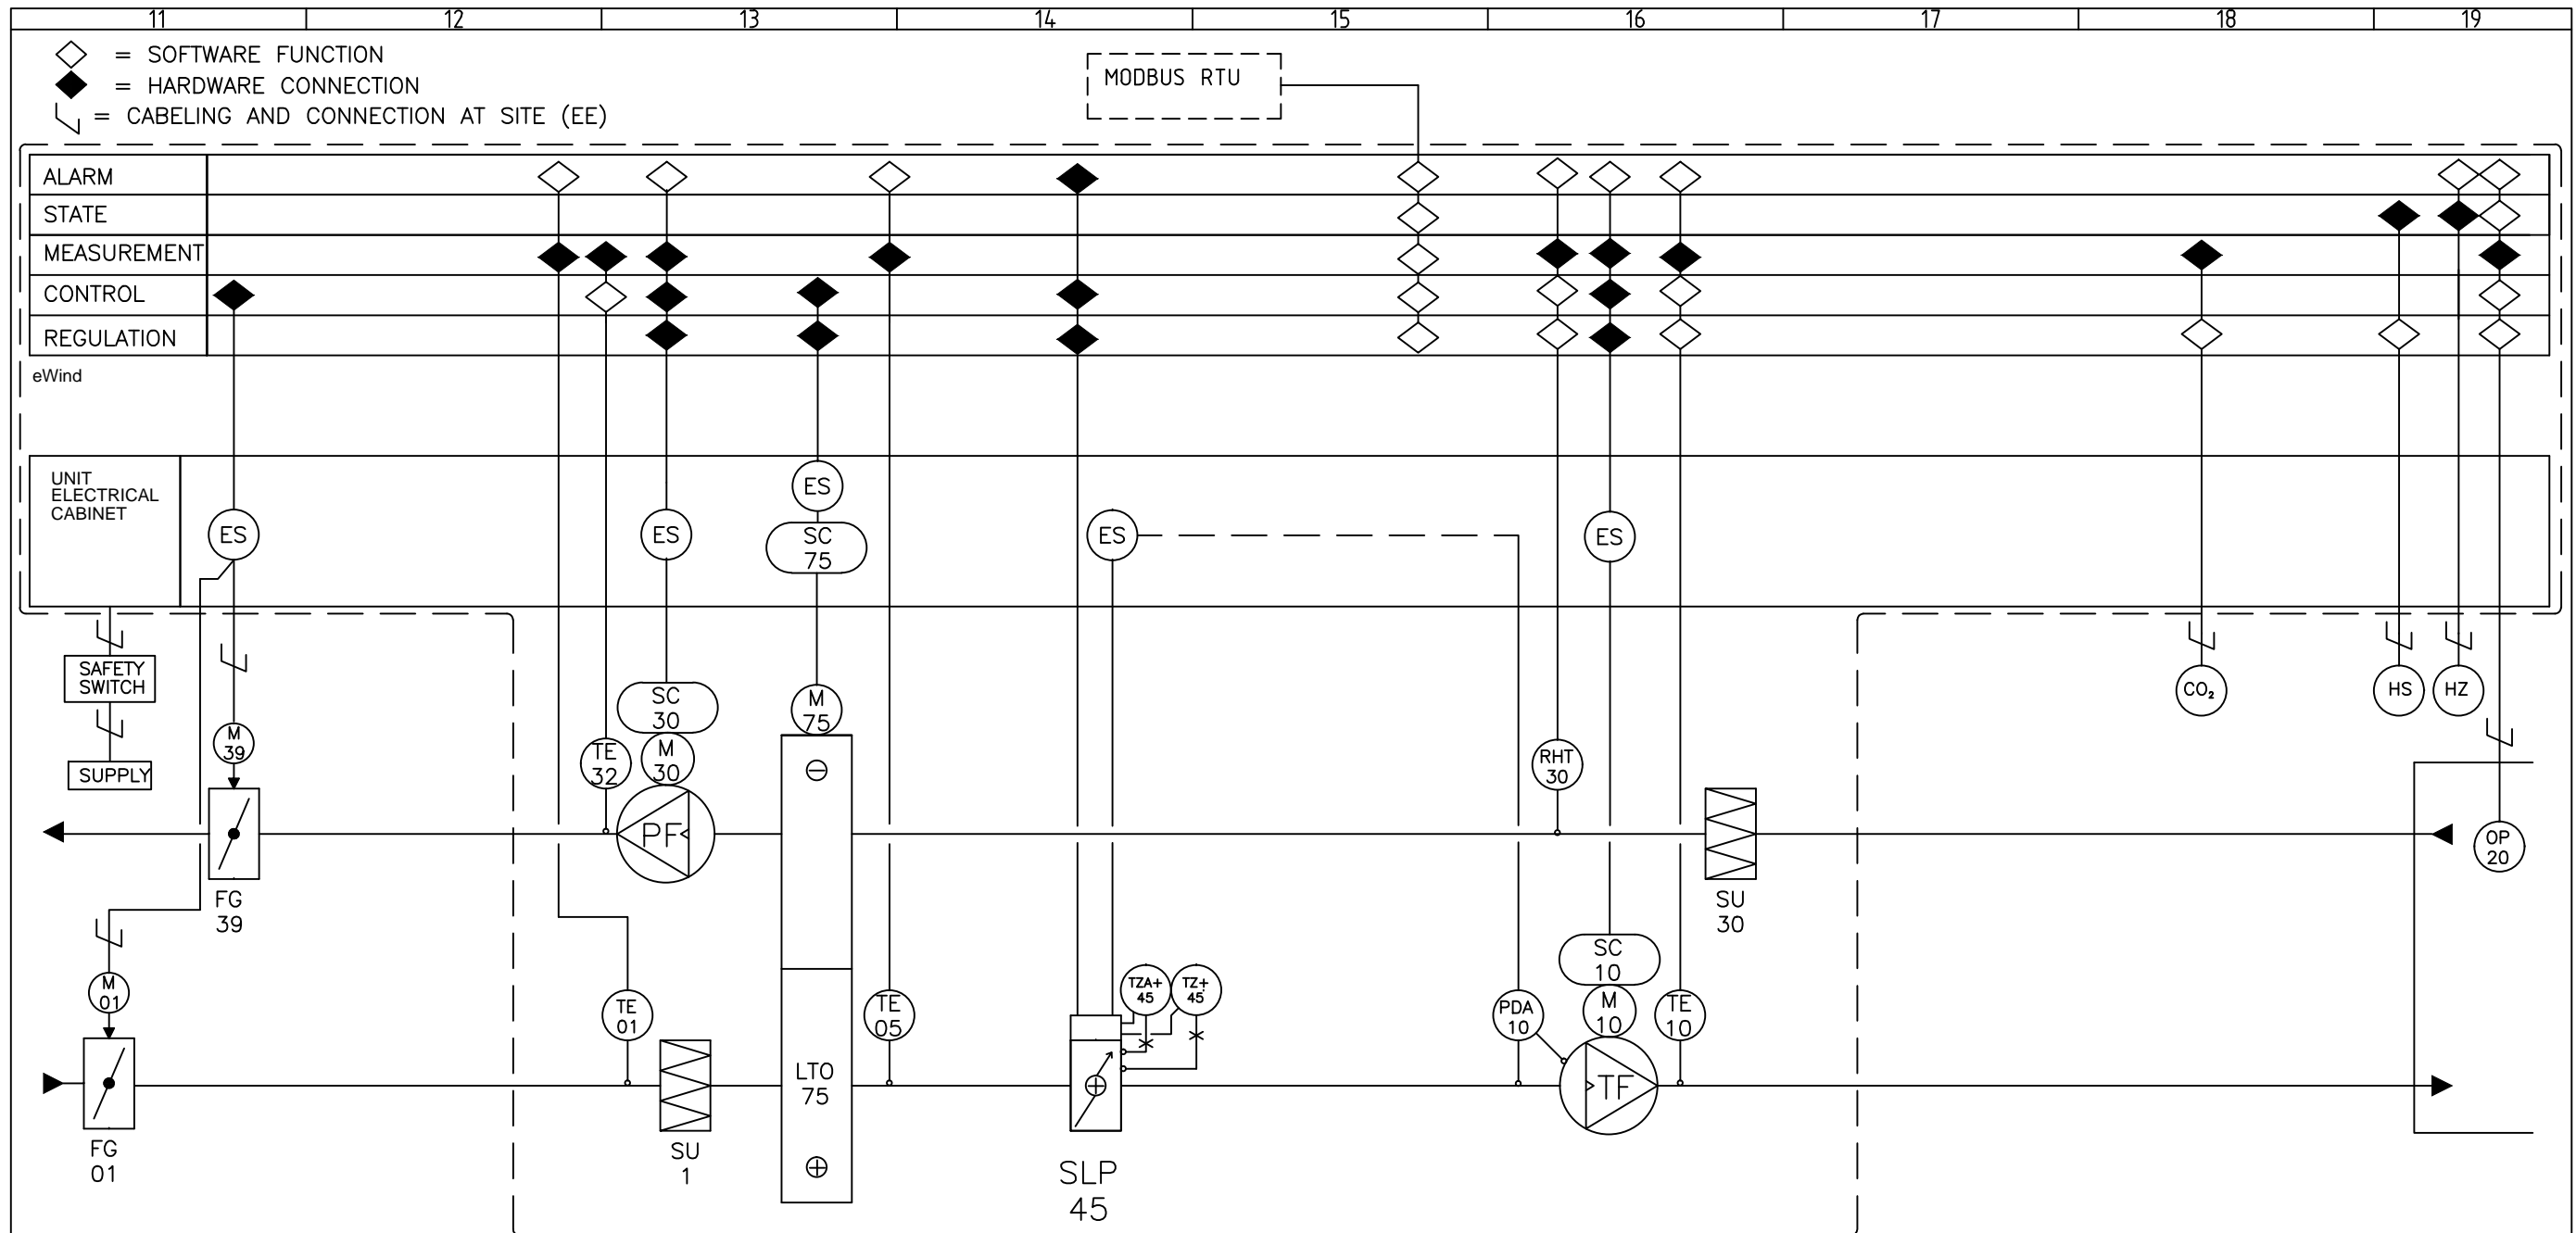 11 12 13 14 15 16 17 18 19
= SOFTWARE FUNCTION
= HARDWARE CONNECTION
= CABELING AND CONNECTION AT SITE (EE)
MODBUS RTU
ALARM
STATE
MEASUREMENT
CONTROL
REGULATION
eWind
UNIT
ELECTRICAL
CABINET
ES
ES
ES
SC
75
ES
ES
SAFETY
SWITCH
SUPPLY
M
39
TE
32
SC
30
M
30
M
75
RHT
30
CO₂
HS
HZ
PF
OP
20
FG
39
SU
30
M
01
TE
01
TE
05
TZA+
45
TZ+
45
PDA
10
SC
10
M
10
TE
10
LTO
75
TF
FG
01
SU
1
SLP
45